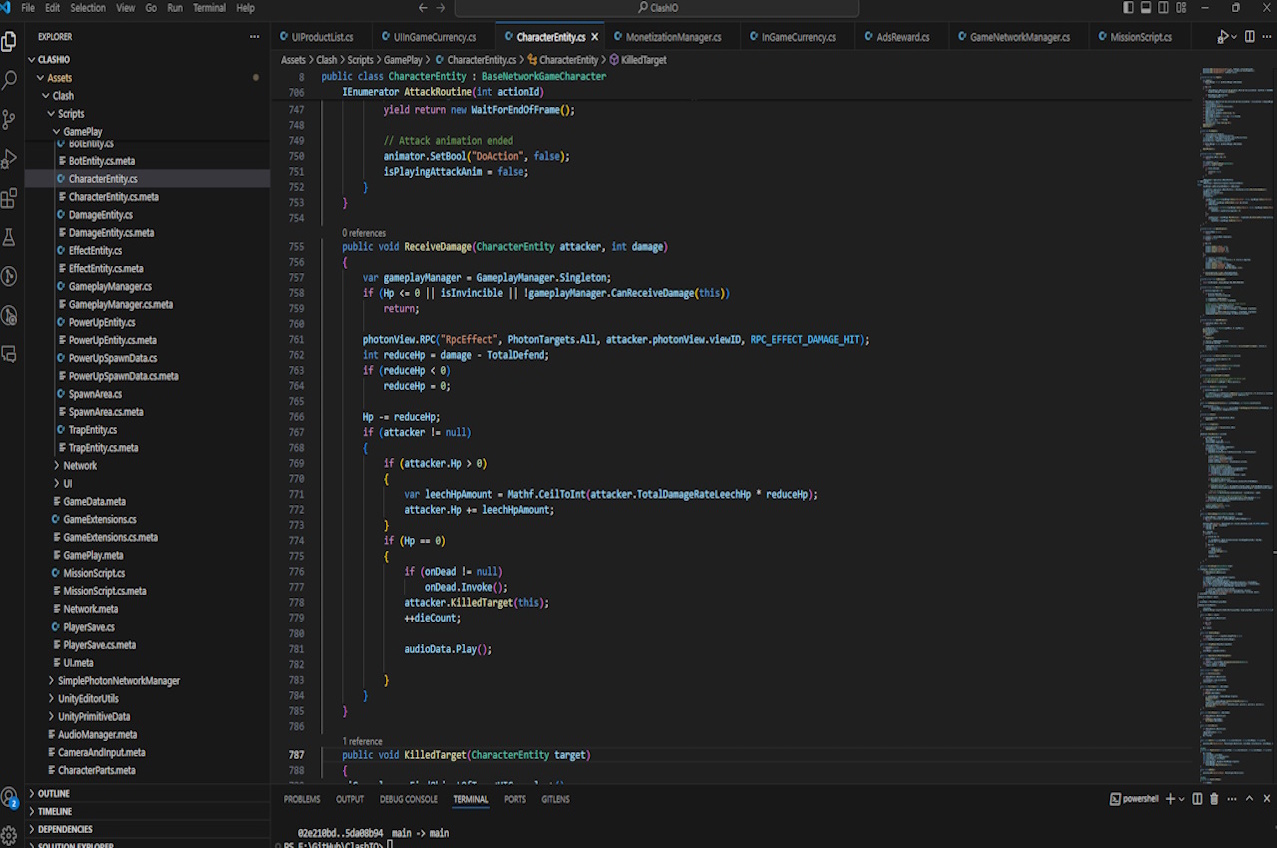 File Edit Selection View Go Run Terminal Help
ClashIO
EXPLORER
UIProductList.cs UIInGameCurrency.cs CharacterEntity.cs MonetizationManager.cs InGameCurrency.cs AdsReward.cs GameNetworkManager.cs MissionScript.cs
Assets > Clash > Scripts > GamePlay > CharacterEntity.cs > CharacterEntity > KilledTarget
CLASHIO
Assets
Clash
Scripts
GamePlay
BotEntity.cs
BotEntity.cs.meta
CharacterEntity.cs
CharacterEntity.cs.meta
DamageEntity.cs
DamageEntity.cs.meta
EffectEntity.cs
EffectEntity.cs.meta
GameplayManager.cs
GameplayManager.cs.meta
PowerUpEntity.cs
PowerUpEntity.cs.meta
PowerUpSpawnData.cs
PowerUpSpawnData.cs.meta
SpawnArea.cs
SpawnArea.cs.meta
TrapEntity.cs
TrapEntity.cs.meta
Network
UI
GameData.meta
GameExtensions.cs
GameExtensions.cs.meta
GamePlay.meta
MissionScript.cs
MissionScript.cs.meta
Network.meta
PlayerSave.cs
PlayerSave.cs.meta
UI.meta
SimplePhotonNetworkManager
UnityEditorUtils
UnityPrimitiveData
AudioManager.meta
CameraAndInput.meta
CharacterParts.meta
OUTLINE
TIMELINE
DEPENDENCIES
SOLUTION EXPLORER
2
8 public class CharacterEntity : BaseNetworkGameCharacter
706 IEnumerator AttackRoutine(int actionId)
747 yield return new WaitForEndOfFrame();
748
749 // Attack animation ended
750 animator.SetBool("DoAction", false);
751 isPlayingAttackAnim = false;
752 }
753 }
754
0 references
755 public void ReceiveDamage(CharacterEntity attacker, int damage)
756 {
757 var gameplayManager = GameplayManager.Singleton;
758 if (Hp <= 0 || isInvincible || !gameplayManager.CanReceiveDamage(this))
759 return;
760
761 photonView.RPC("RpcEffect", PhotonTargets.All, attacker.photonView.viewID, RPC_EFFECT_DAMAGE_HIT);
762 int reduceHp = damage - TotalDefend;
763 if (reduceHp < 0)
764 reduceHp = 0;
765
766 Hp -= reduceHp;
767 if (attacker != null)
768 {
769 if (attacker.Hp > 0)
770 {
771 var leechHpAmount = Mathf.CeilToInt(attacker.TotalDamageRateLeechHp * reduceHp);
772 attacker.Hp += leechHpAmount;
773 }
774 if (Hp == 0)
775 {
776 if (onDead != null)
777 onDead.Invoke();
778 attacker.KilledTarget(this);
779 ++dieCount;
780
781 audioData.Play();
782
783 }
784 }
785 }
786
1 reference
787 public void KilledTarget(CharacterEntity target)
788 {
PROBLEMS OUTPUT DEBUG CONSOLE TERMINAL PORTS GITLENS
powershell
02e210bd..5da08b94 main -> main
PS F:\GitHub\ClashIO>